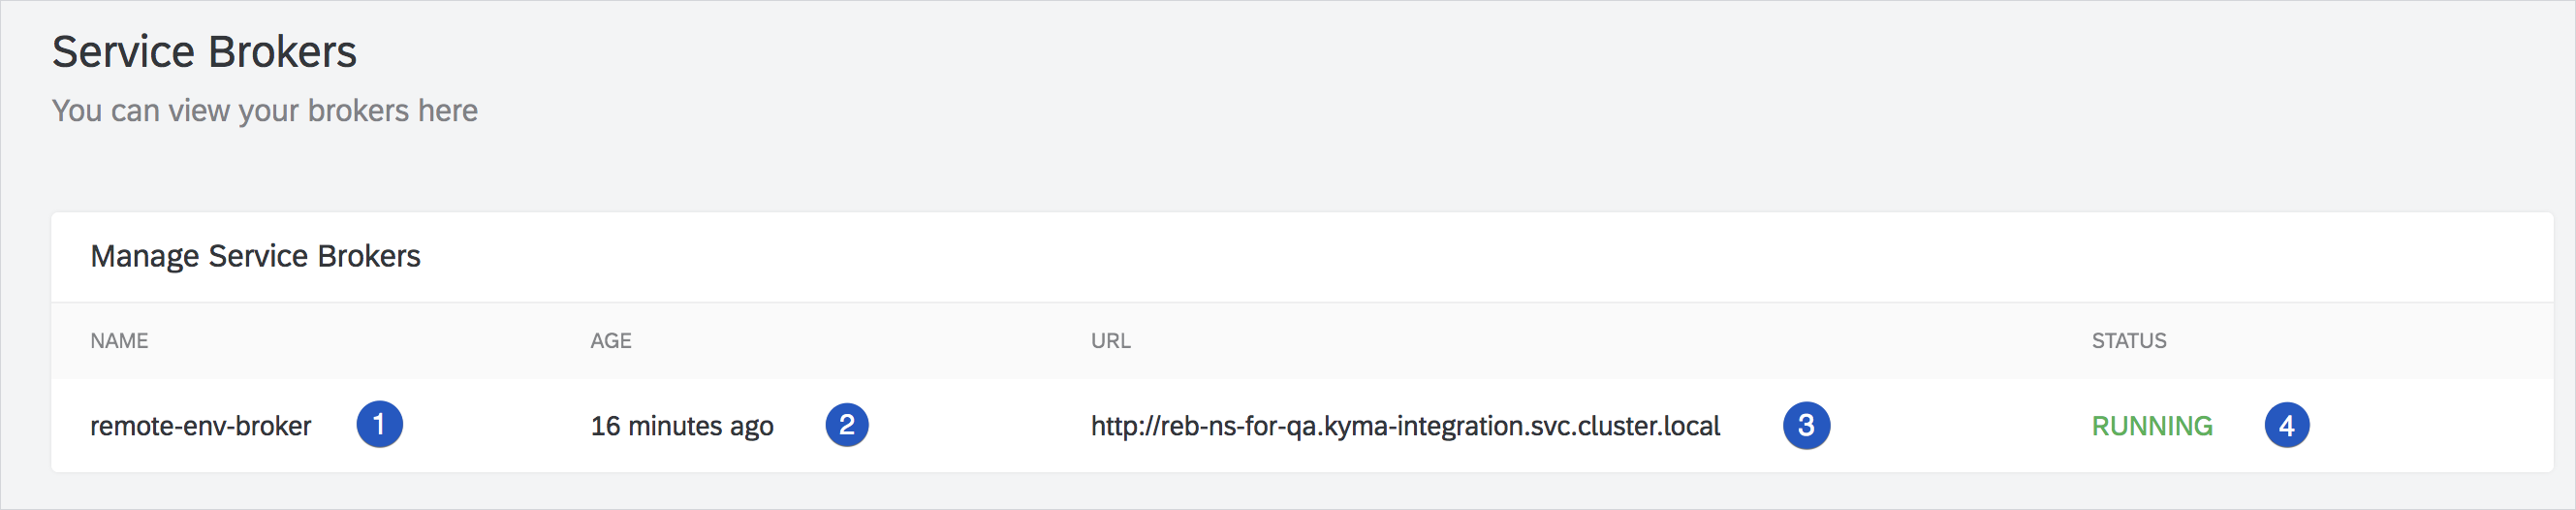 Service Brokers
You can view your brokers here
Manage Service Brokers
NAME AGE URL STATUS
remote-env-broker 1 16 minutes ago 2 http://reb-ns-for-qa.kyma-integration.svc.cluster.local 3 RUNNING 4